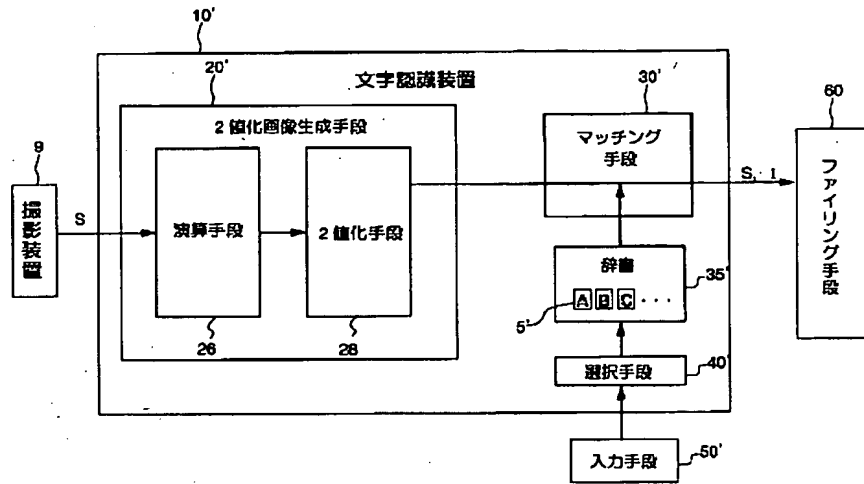 10'
文字認識装置
20'
2値化画像生成手段
30'
マッチング
手段
60
ファイリング手段
9
撮影装置
S
演算手段
2値化手段
S, I
辞書
5'
A B C ・・・
35'
26
28
選択手段
40'
入力手段
50'